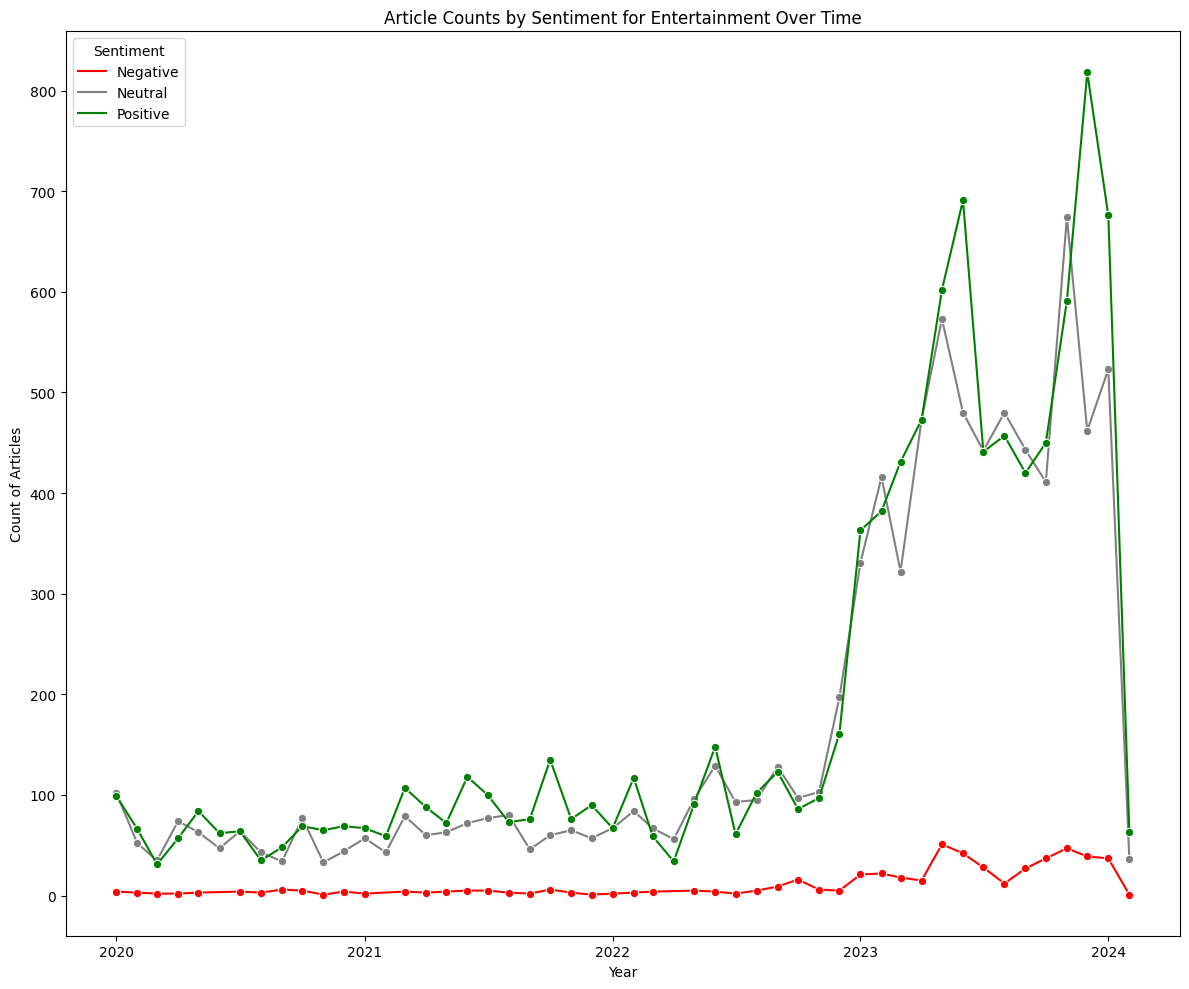 Article Counts by Sentiment for Entertainment Over Time
Sentiment
Negative
Neutral
Positive
800
700
600
500
400
300
200
100
0
Count of Articles
2020 2021 2022 2023 2024
Year